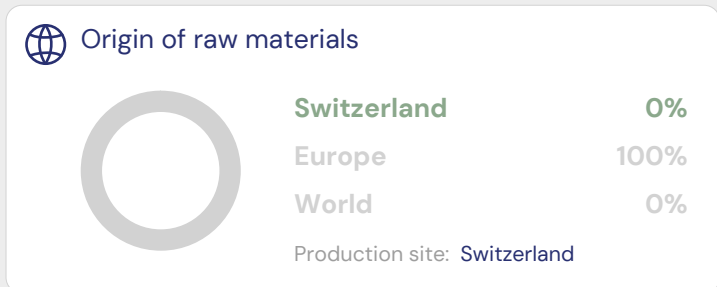 Origin of raw materials
Switzerland 0%
Europe 100%
World 0%
Production site: Switzerland